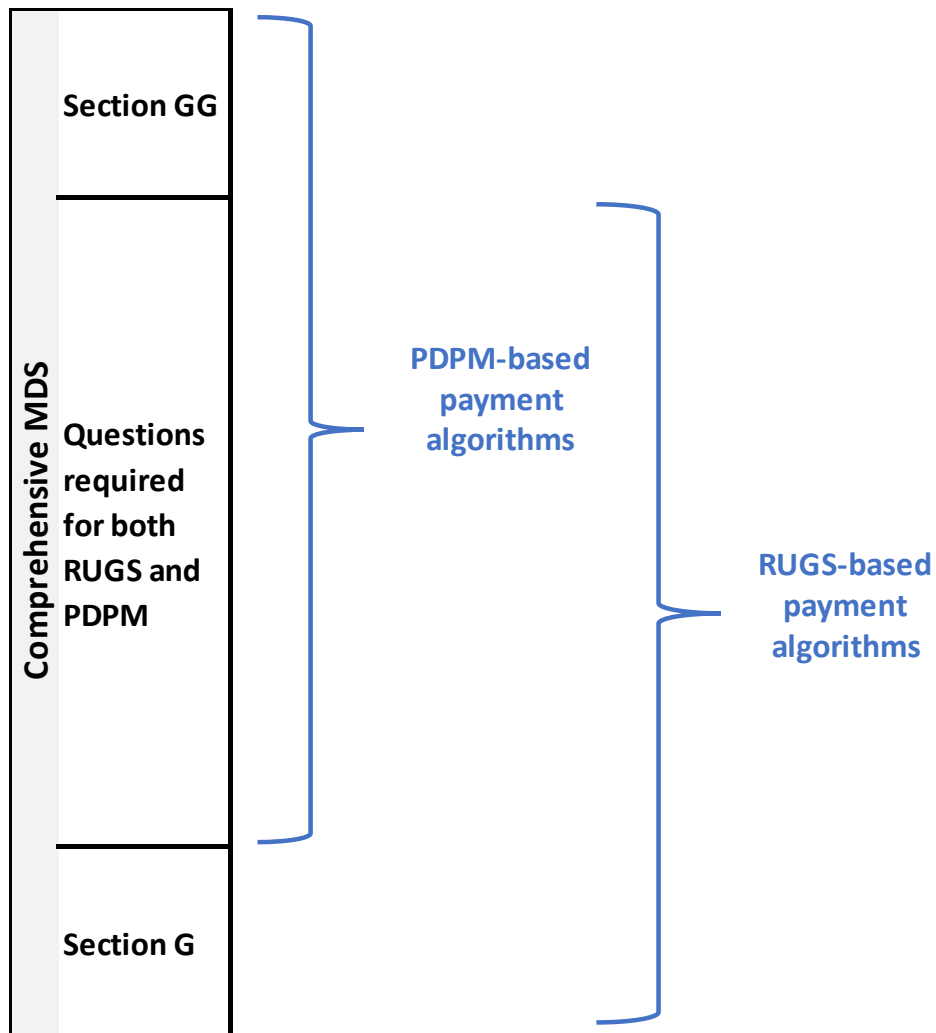 Comprehensive MDS
Section GG
Questions
required
for both
RUGS and
PDPM
Section G
PDPM-based
payment
algorithms
RUGS-based
payment
algorithms